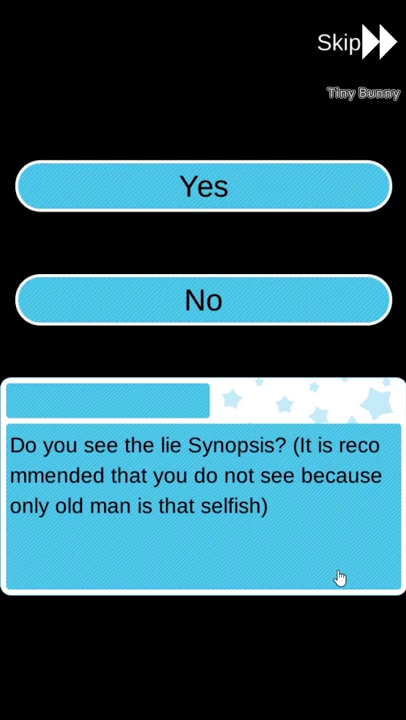 Skip
Tiny Bunny
Yes
No
Do you see the lie Synopsis? (It is reco
mmended that you do not see because
only old man is that selfish)